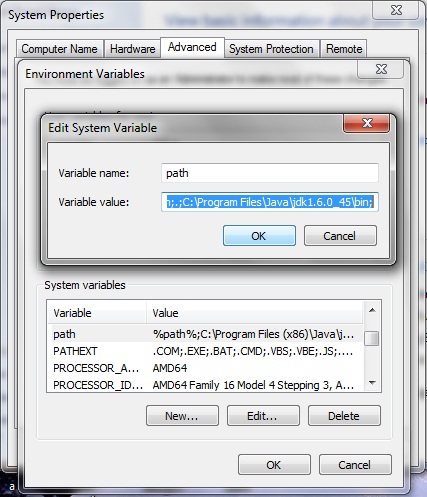 System Properties
Computer Name Hardware Advanced System Protection Remote
Environment Variables
Edit System Variable
Variable name: path
Variable value: ;.;C:\Program Files\Java\jdk1.6.0_45\bin;
OK Cancel
System variables
Variable Value
path %path%;C:\Program Files (x86)\Java\j...
PATHEXT .COM;.EXE;.BAT;.CMD;.VBS;.VBE;.JS;....
PROCESSOR_A... AMD64
PROCESSOR_ID... AMD64 Family 16 Model 4 Stepping 3, A...
New... Edit... Delete
OK Cancel